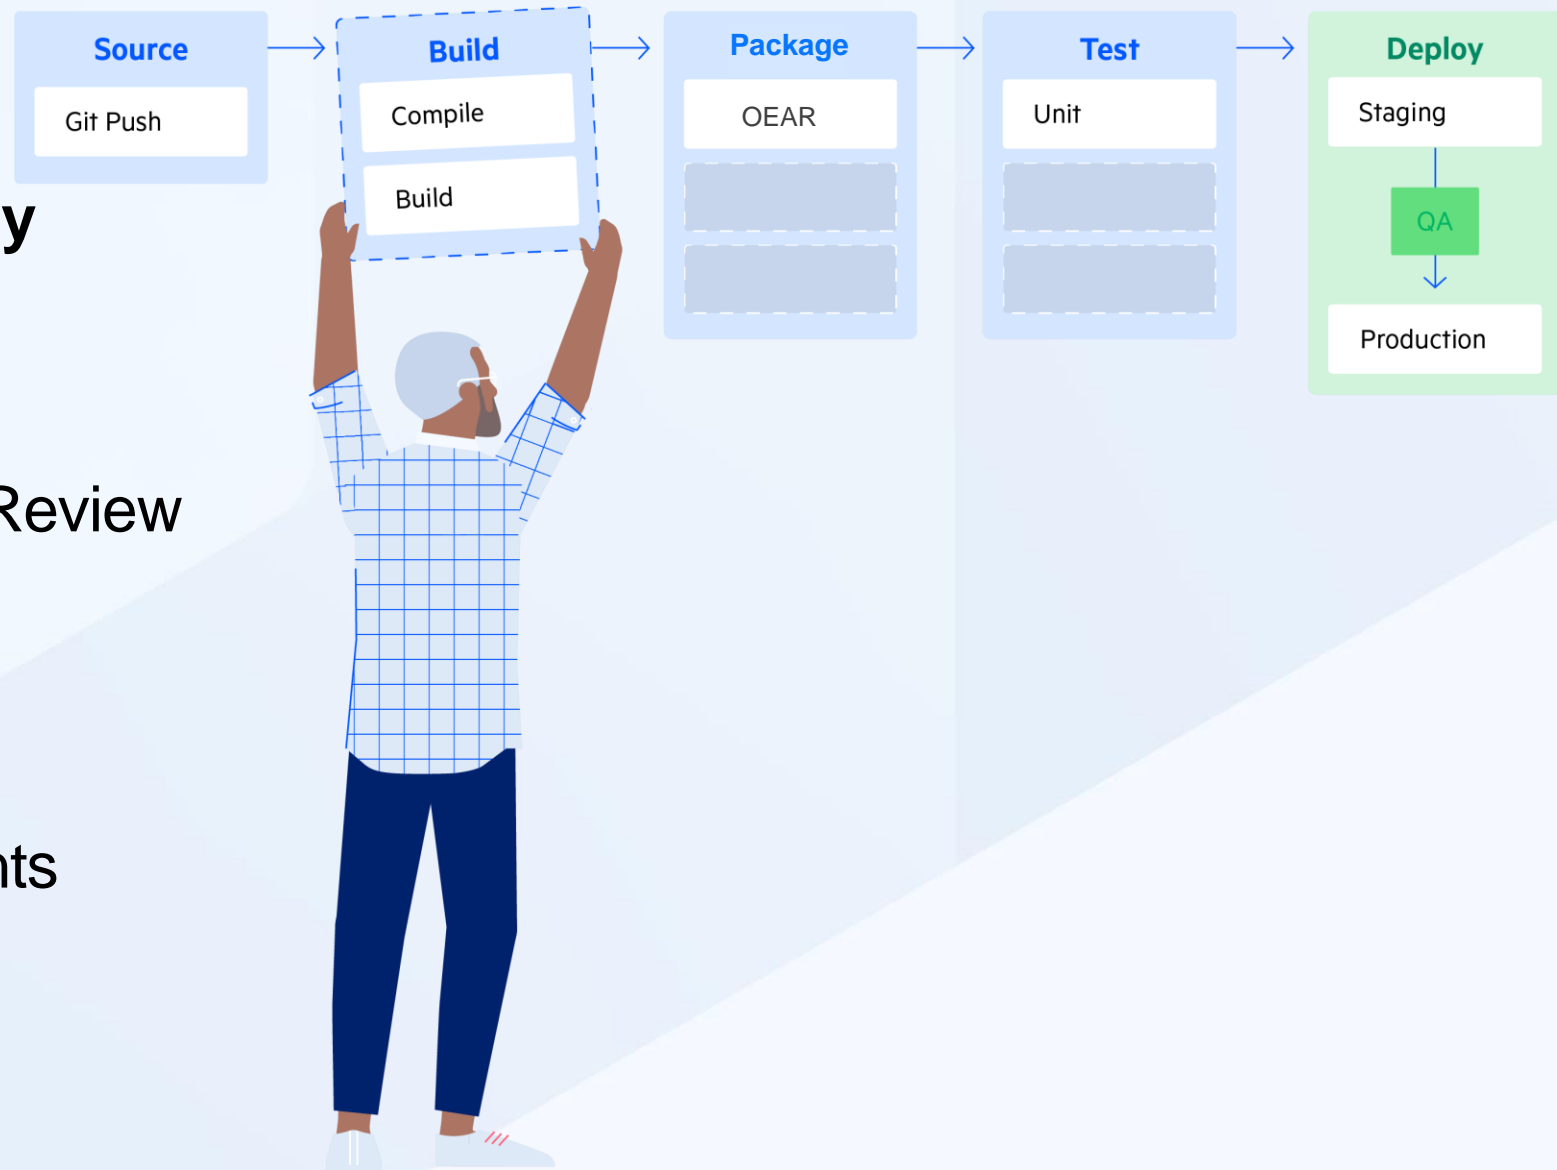 Source
Git Push
Build
Compile
Build
Package
OEAR
Test
Unit
Deploy
Staging
QA
Production
y
Review
nts